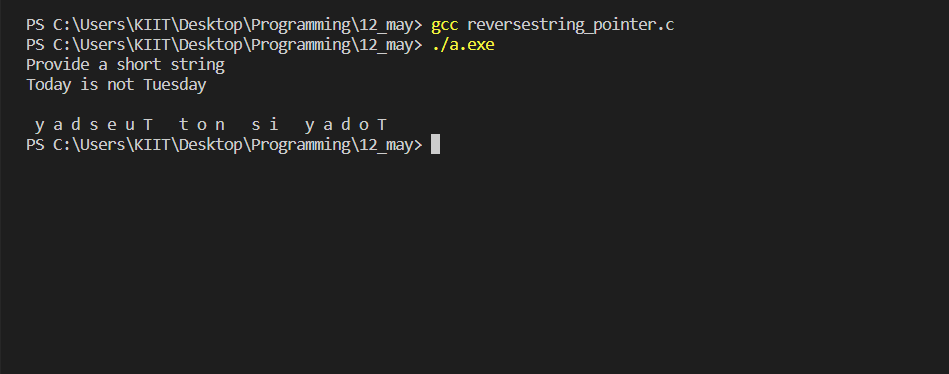 PS C:\Users\KIIT\Desktop\Programming\12_may> gcc reversestring_pointer.c
PS C:\Users\KIIT\Desktop\Programming\12_may> ./a.exe
Provide a short string
Today is not Tuesday
y a d s e u T   t o n   s i   y a d o T
PS C:\Users\KIIT\Desktop\Programming\12_may>